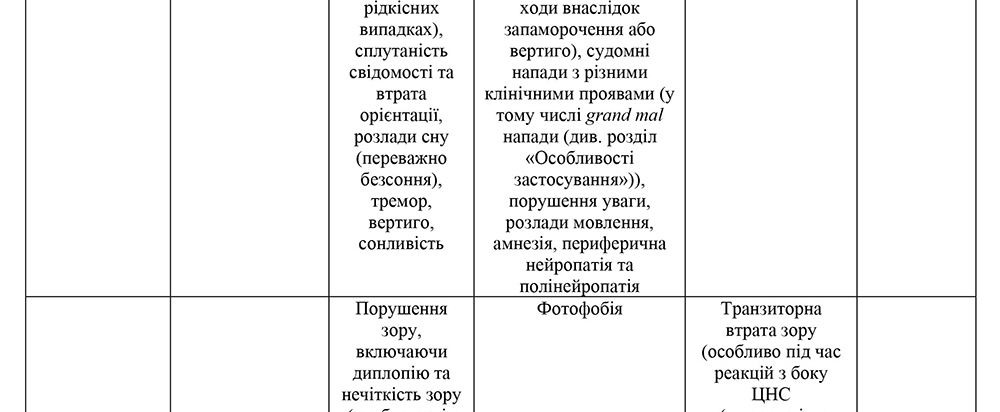 рідкісних
випадках),
сплутаність
свідомості та
втрата
орієнтації,
розлади сну
(переважно
безсоння),
тремор,
вертиго,
сонливість
ходи внаслідок
запаморочення або
вертиго), судомні
напади з різними
клінічними проявами (у
тому числі grand mal
напади (див. розділ
«Особливості
застосування»)),
порушення уваги,
розлади мовлення,
амнезія, периферична
нейропатія та
полінейропатія
Порушення
зору,
включаючи
диплопію та
нечіткість зору
Фотофобія
Транзиторна
втрата зору
(особливо під час
реакцій з боку
ЦНС